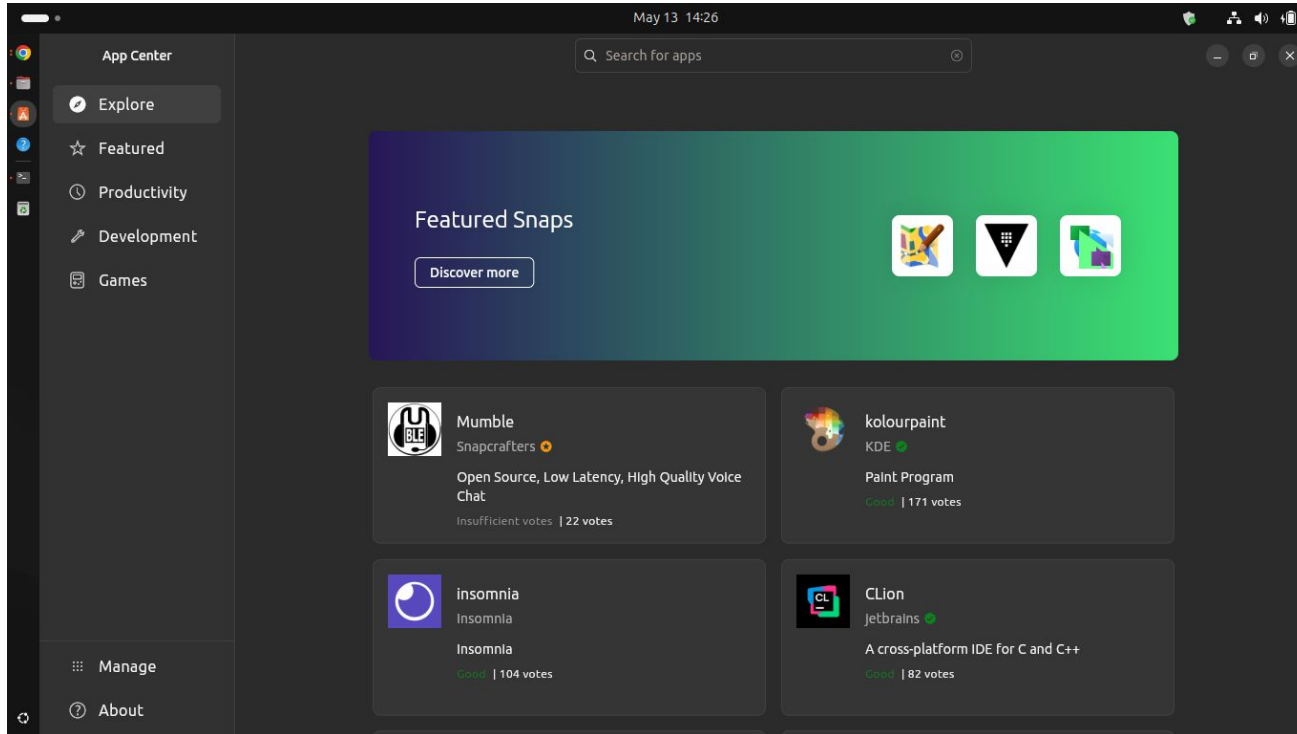 May 13 14:26
App Center
Search for apps
Explore
Featured
Productivity
Development
Games
Manage
About
Featured Snaps
Discover more
Mumble
Snapcrafters
Open Source, Low Latency, High Quality Voice
Chat
Insufficient votes | 22 votes
kolourpaint
KDE
Paint Program
Good | 171 votes
insomnia
Insomnia
Insomnia
Good | 104 votes
CLion
jetbrains
A cross-platform IDE for C and C++
Good | 82 votes
BLE
CL